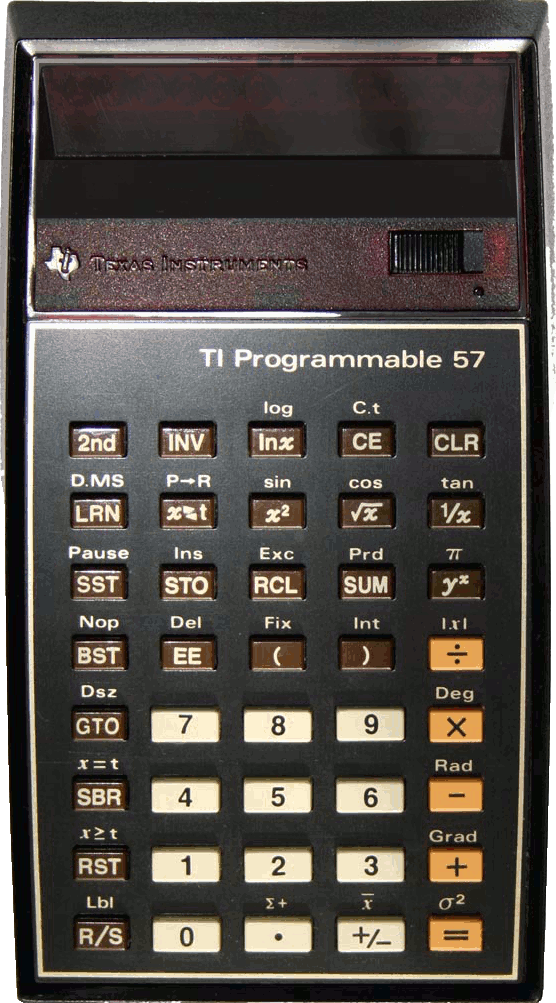 TEXAS INSTRUMENTS
TI Programmable 57
log C.t
2nd INV lnx CE CLR
D.MS P→R sin cos tan
LRN x⇄t x² √x 1/x
Pause Ins Exc Prd π
SST STO RCL SUM yˣ
Nop Del Fix Int |x|
BST EE ( ) ÷
Dsz Deg
GTO 7 8 9 ×
x=t Rad
SBR 4 5 6 −
x≥t Grad
RST 1 2 3 +
Lbl Σ+ x̅ σ²
R/S 0 . +/− =